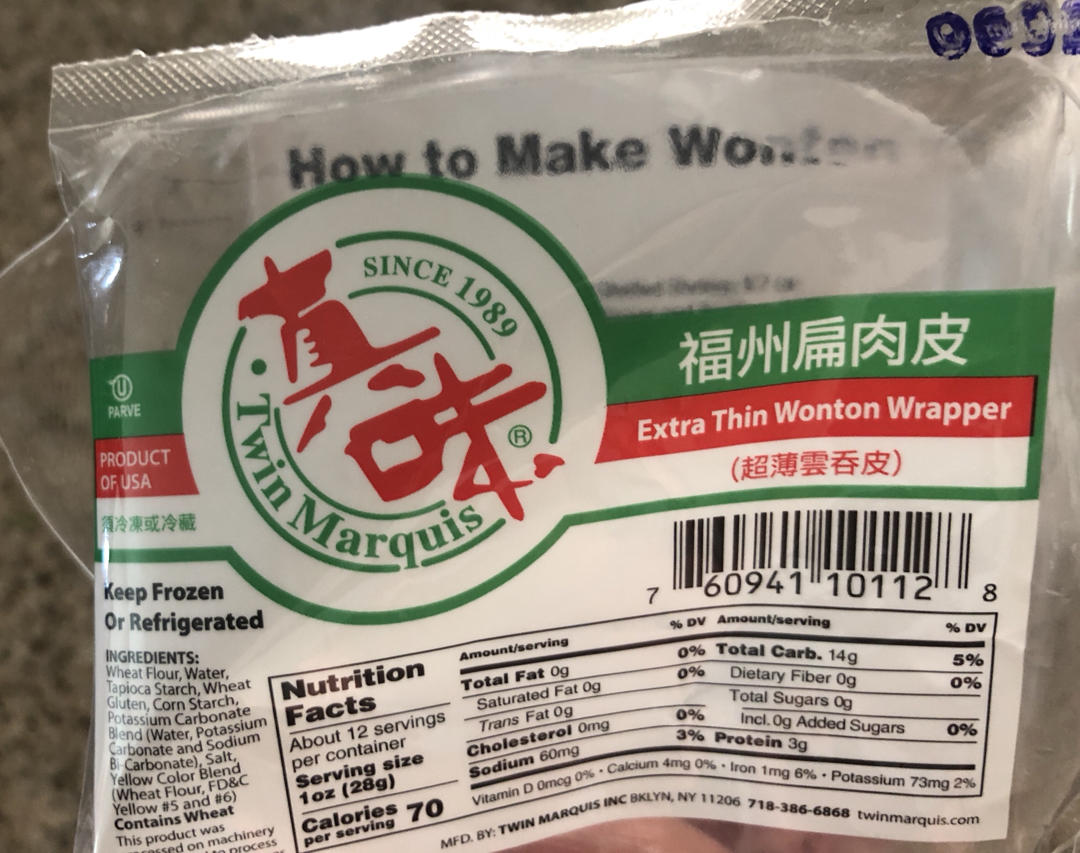 How to Make Wonton
SINCE 1989
真味
®
Twin Marquis
福州扁肉皮
Extra Thin Wonton Wrapper
(超薄雲吞皮)
U
PARVE
PRODUCT
OF USA
須冷凍或冷藏
Keep Frozen
Or Refrigerated
7 60941 10112 8
INGREDIENTS:
Wheat Flour, Water,
Tapioca Starch, Wheat
Gluten, Corn Starch,
Potassium Carbonate
Blend (Water, Potassium
Carbonate and Sodium
Bi-Carbonate), Salt,
Yellow Color Blend
(Wheat Flour, FD&C
Yellow #5 and #6)
Contains Wheat
This product was
on machinery
to process
Nutrition
Facts
About 12 servings
per container
Serving size
1oz (28g)
Calories 70
per serving
Amount/serving % DV
Total Fat 0g 0%
Saturated Fat 0g 0%
Trans Fat 0g
Cholesterol 0mg 0%
Sodium 60mg 3%
Amount/serving % DV
Total Carb. 14g 5%
Dietary Fiber 0g 0%
Total Sugars 0g
Incl. 0g Added Sugars 0%
Protein 3g
Vitamin D 0mcg 0% • Calcium 4mg 0% • Iron 1mg 6% • Potassium 73mg 2%
MFD. BY: TWIN MARQUIS INC BKLYN, NY 11206 718-386-6868 twinmarquis.com